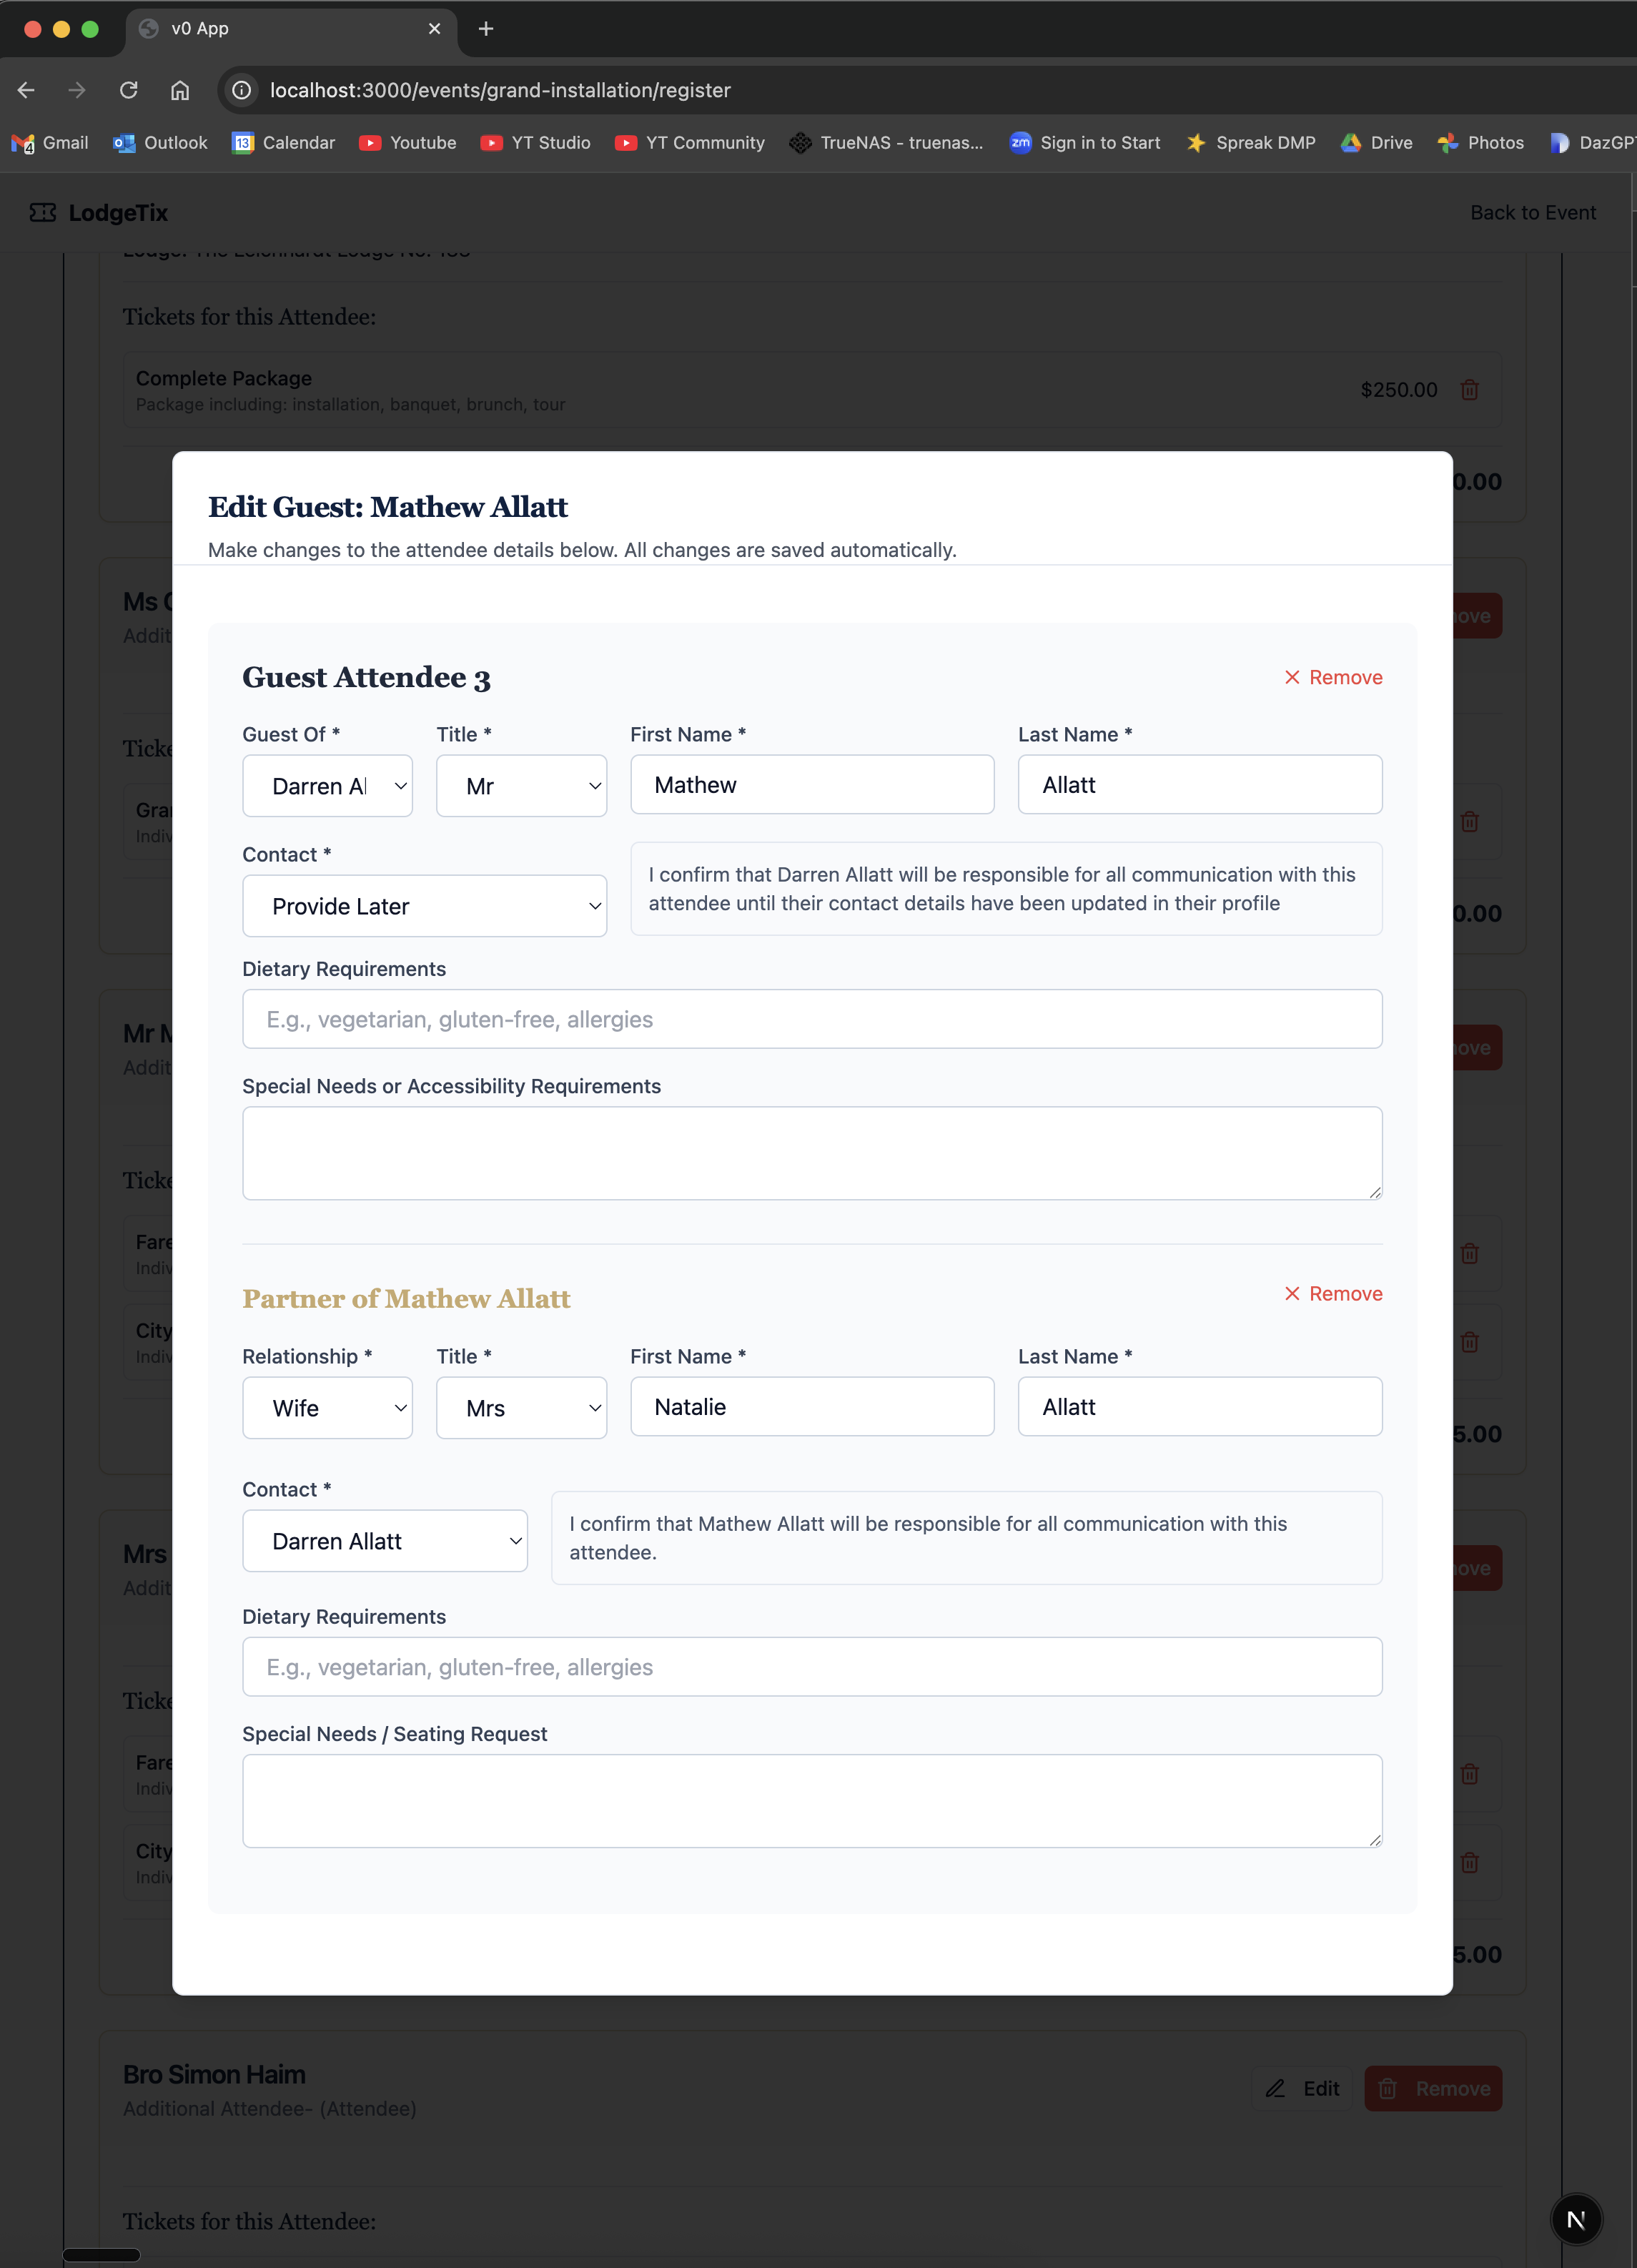 v0 App
localhost:3000/events/grand-installation/register
Gmail Outlook Calendar Youtube YT Studio YT Community TrueNAS - truenas... Sign in to Start Spreak DMP Drive Photos DazGP
LodgeTix
Back to Event
Tickets for this Attendee:
Complete Package
Package including: installation, banquet, brunch, tour
$250.00
Edit Guest: Mathew Allatt
Make changes to the attendee details below. All changes are saved automatically.
Guest Attendee 3
Remove
Guest Of * Title * First Name * Last Name *
Darren Al Mr Mathew Allatt
Contact *
Provide Later
I confirm that Darren Allatt will be responsible for all communication with this
attendee until their contact details have been updated in their profile
Dietary Requirements
E.g., vegetarian, gluten-free, allergies
Special Needs or Accessibility Requirements
Partner of Mathew Allatt
Remove
Relationship * Title * First Name * Last Name *
Wife Mrs Natalie Allatt
Contact *
Darren Allatt
I confirm that Mathew Allatt will be responsible for all communication with this
attendee.
Dietary Requirements
E.g., vegetarian, gluten-free, allergies
Special Needs / Seating Request
Bro Simon Haim
Additional Attendee- (Attendee)
Edit
Remove
Tickets for this Attendee: